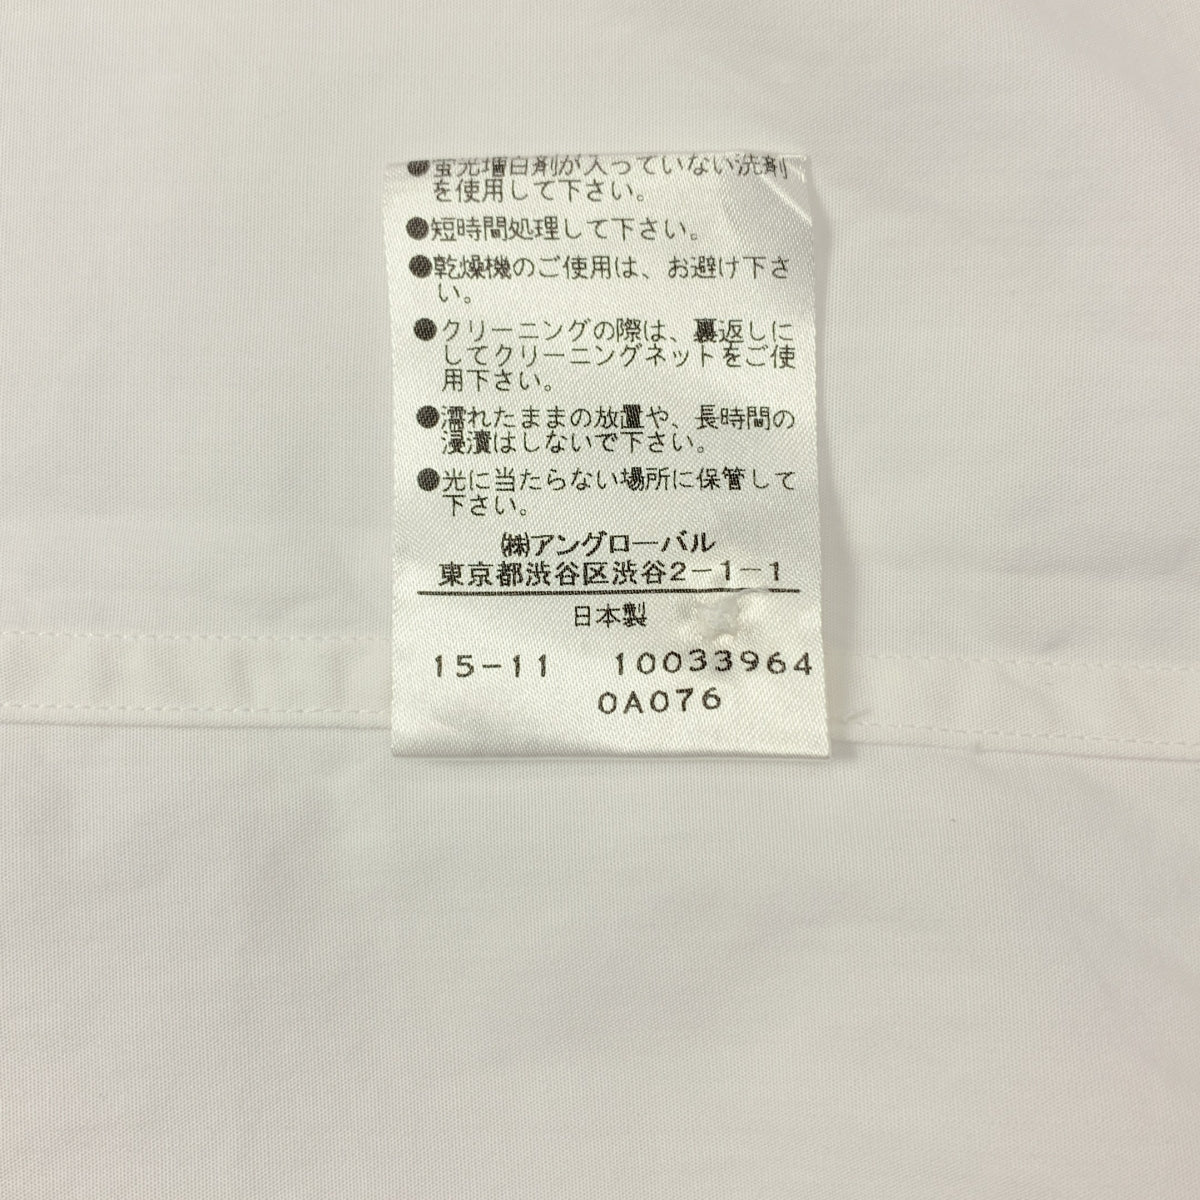 ●蛍光増白剤が入っていない洗剤
を使用して下さい。
●短時間処理して下さい。
●乾燥機のご使用は、お避け下さ
い。
●クリーニングの際は、裏返しに
してクリーニングネットをご使
用下さい。
●濡れたままの放置や、長時間の
浸漬はしないで下さい。
●光に当たらない場所に保管して
下さい。
㈱アングローバル
東京都渋谷区渋谷2-1-1
日本製
15-11 10033964
0A076